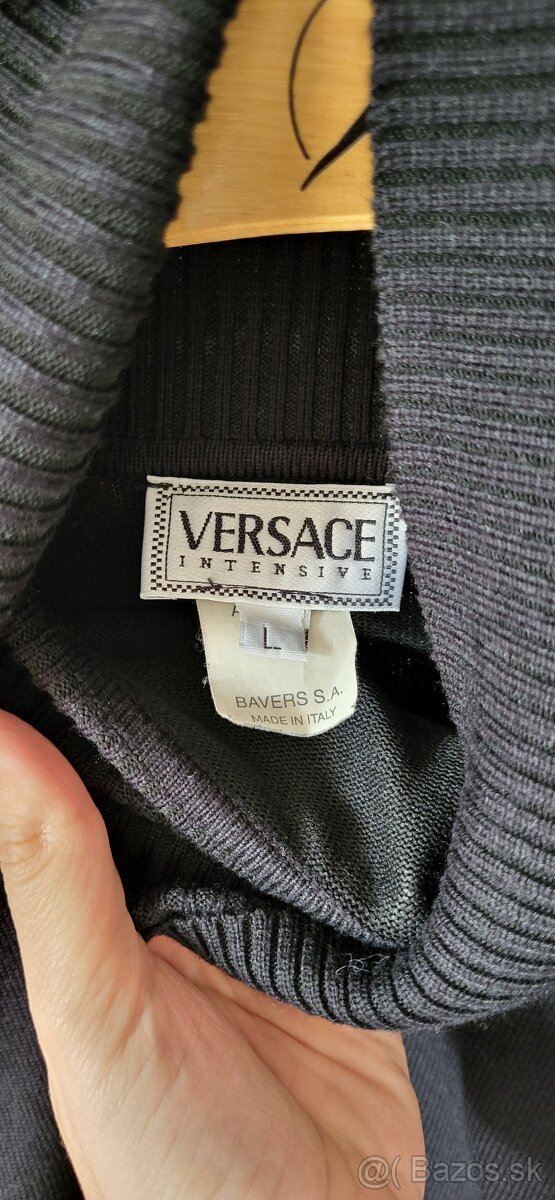 VERSACE
INTENSIVE
L
BAVERS S.A.
MADE IN ITALY
@( Bazos.sk